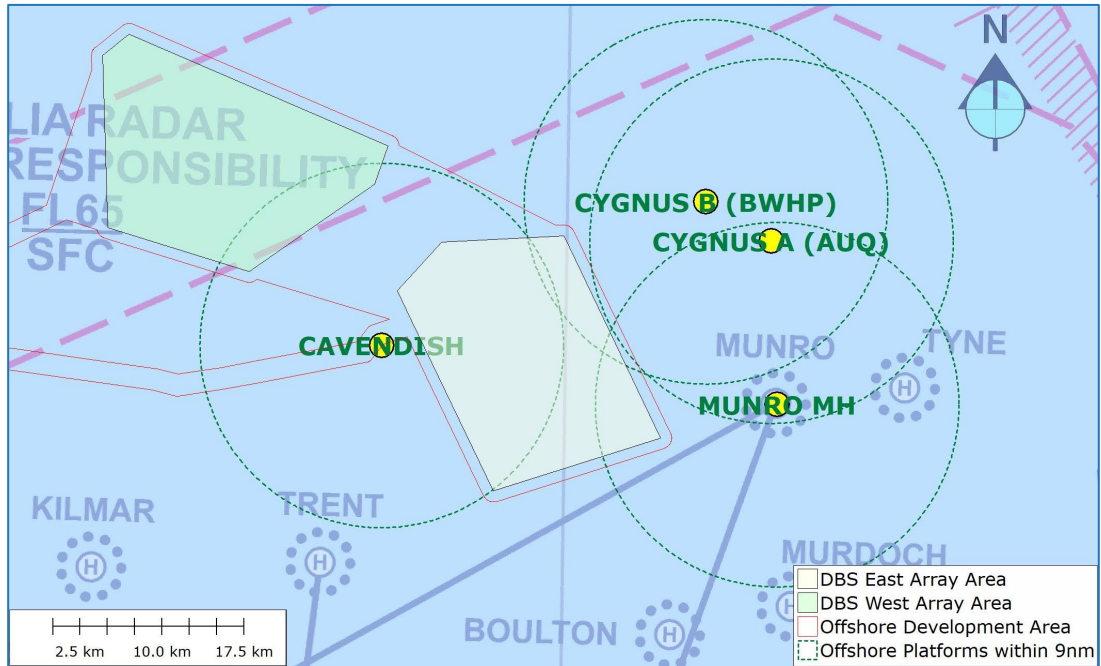 N
LIA RADAR
RESPONSIBILITY
FL65
SFC
CYGNUS B (BWHP)
CYGNUS A (AUQ)
CAVENDISH
MUNRO
TYNE
MUNRO MH
KILMAR
TRENT
MURDOCH
BOULTON
H
H
H
H
H
DBS East Array Area
DBS West Array Area
Offshore Development Area
Offshore Platforms within 9nm
2.5 km 10.0 km 17.5 km